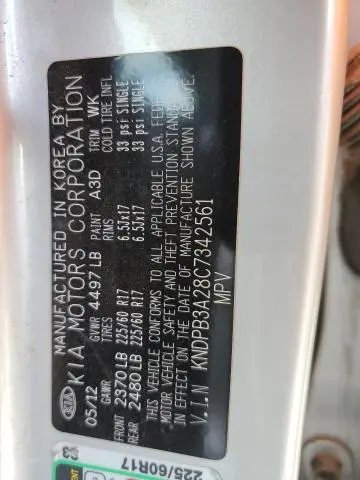 MANUFACTURED IN KOREA BY
KIA KIA MOTORS CORPORATION
05/12 GVWR 4497 LB PAINT A3D TRIM WK
GAWR TIRES RIMS COLD TIRE INFL
FRONT 2370 LB 225/60 R17 6.5Jx17 33 psi SINGLE
REAR 2480 LB 225/60 R17 6.5Jx17 33 psi SINGLE
THIS VEHICLE CONFORMS TO ALL APPLICABLE U.S.A. FEDERAL
MOTOR VEHICLE SAFETY AND THEFT PREVENTION STANDARDS
IN EFFECT ON THE DATE OF MANUFACTURE SHOWN ABOVE.
V.I.N KNDPB3A28C7342561
MPV
225/60R17